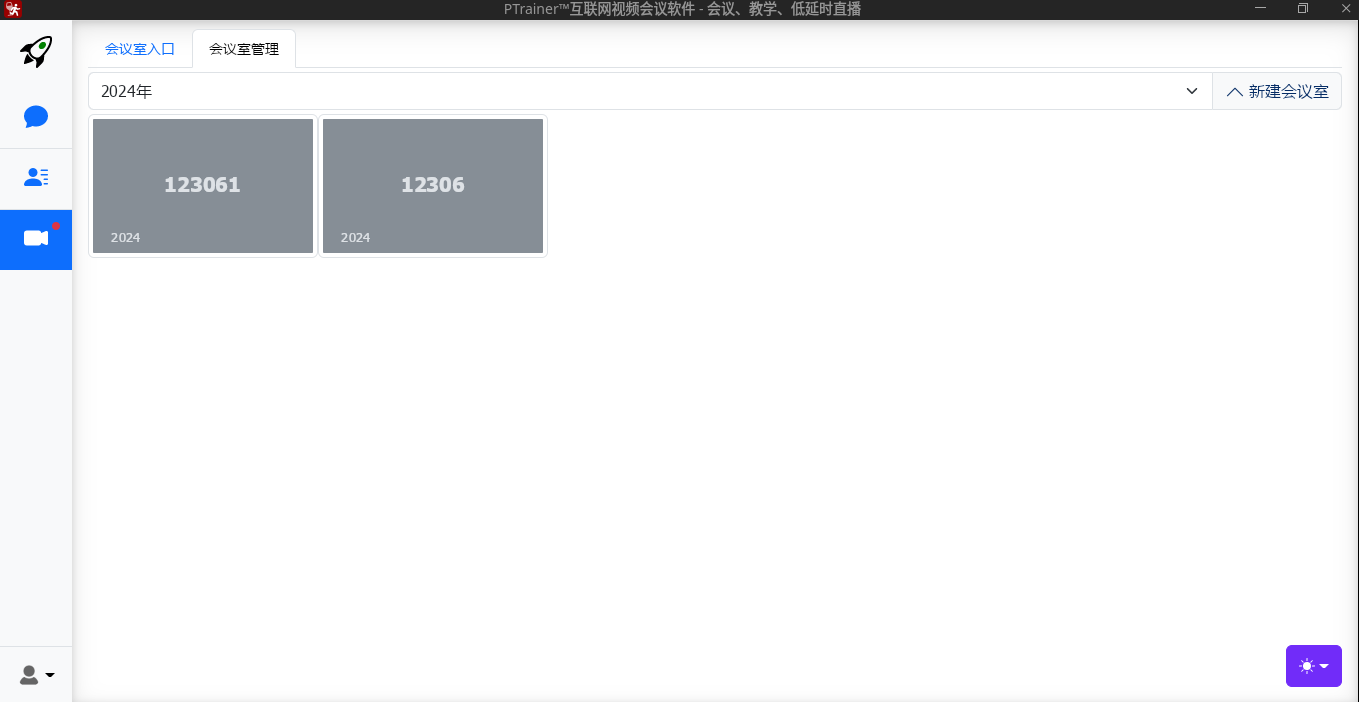 PTrainer™互联网视频会议软件 - 会议、教学、低延时直播
会议室入口
会议室管理
2024年
新建会议室
123061
2024
12306
2024